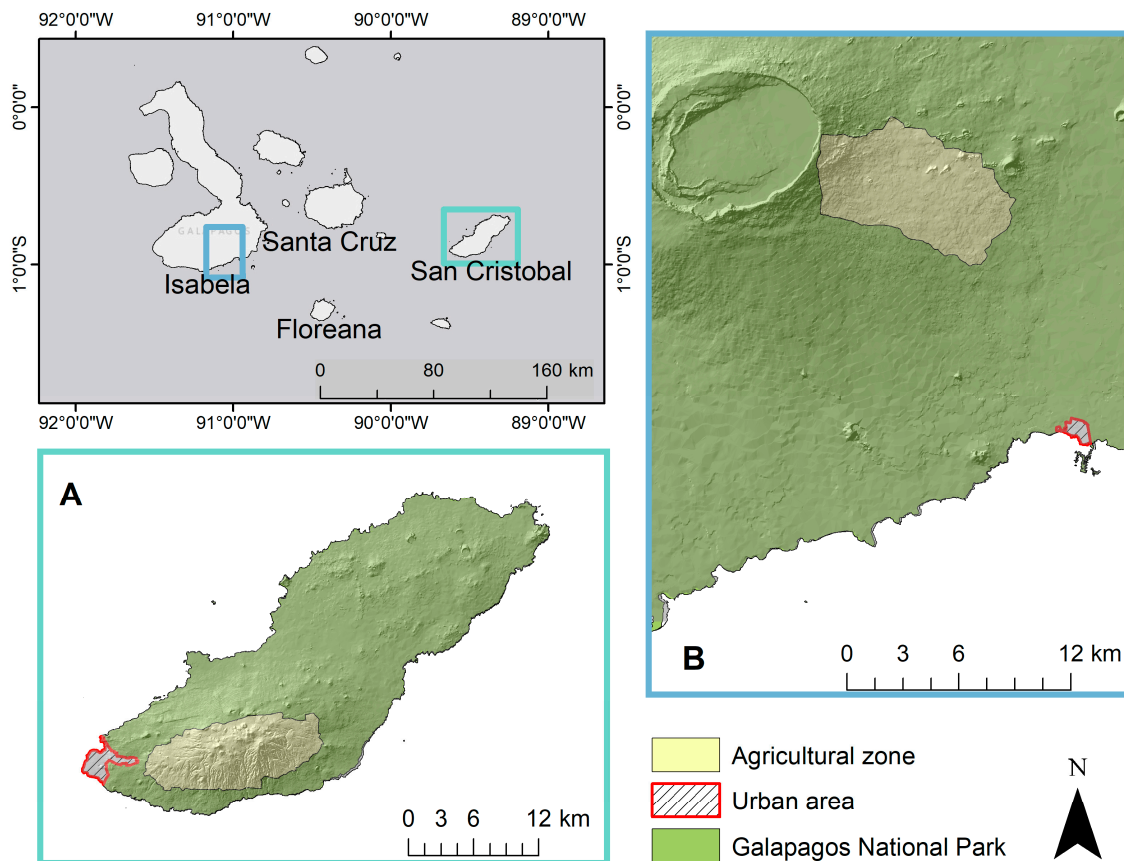 92°0'0"W 91°0'0"W 90°0'0"W 89°0'0"W
0°0'0"
0°0'0"
GALÁPAGOS
Santa Cruz
San Cristobal
Isabela
1°0'0"S
1°0'0"S
Floreana
0 80 160 km
92°0'0"W 91°0'0"W 90°0'0"W 89°0'0"W
A
0 3 6 12 km
B
0 3 6 12 km
Agricultural zone
Urban area
Galapagos National Park
N